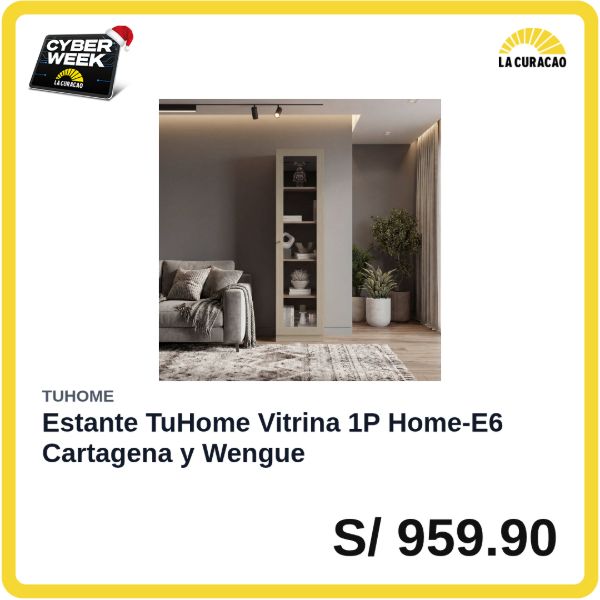 CYBER
WEEK
LA CURACAO
LA CURACAO
TUHOME
Estante TuHome Vitrina 1P Home-E6
Cartagena y Wengue
S/ 959.90